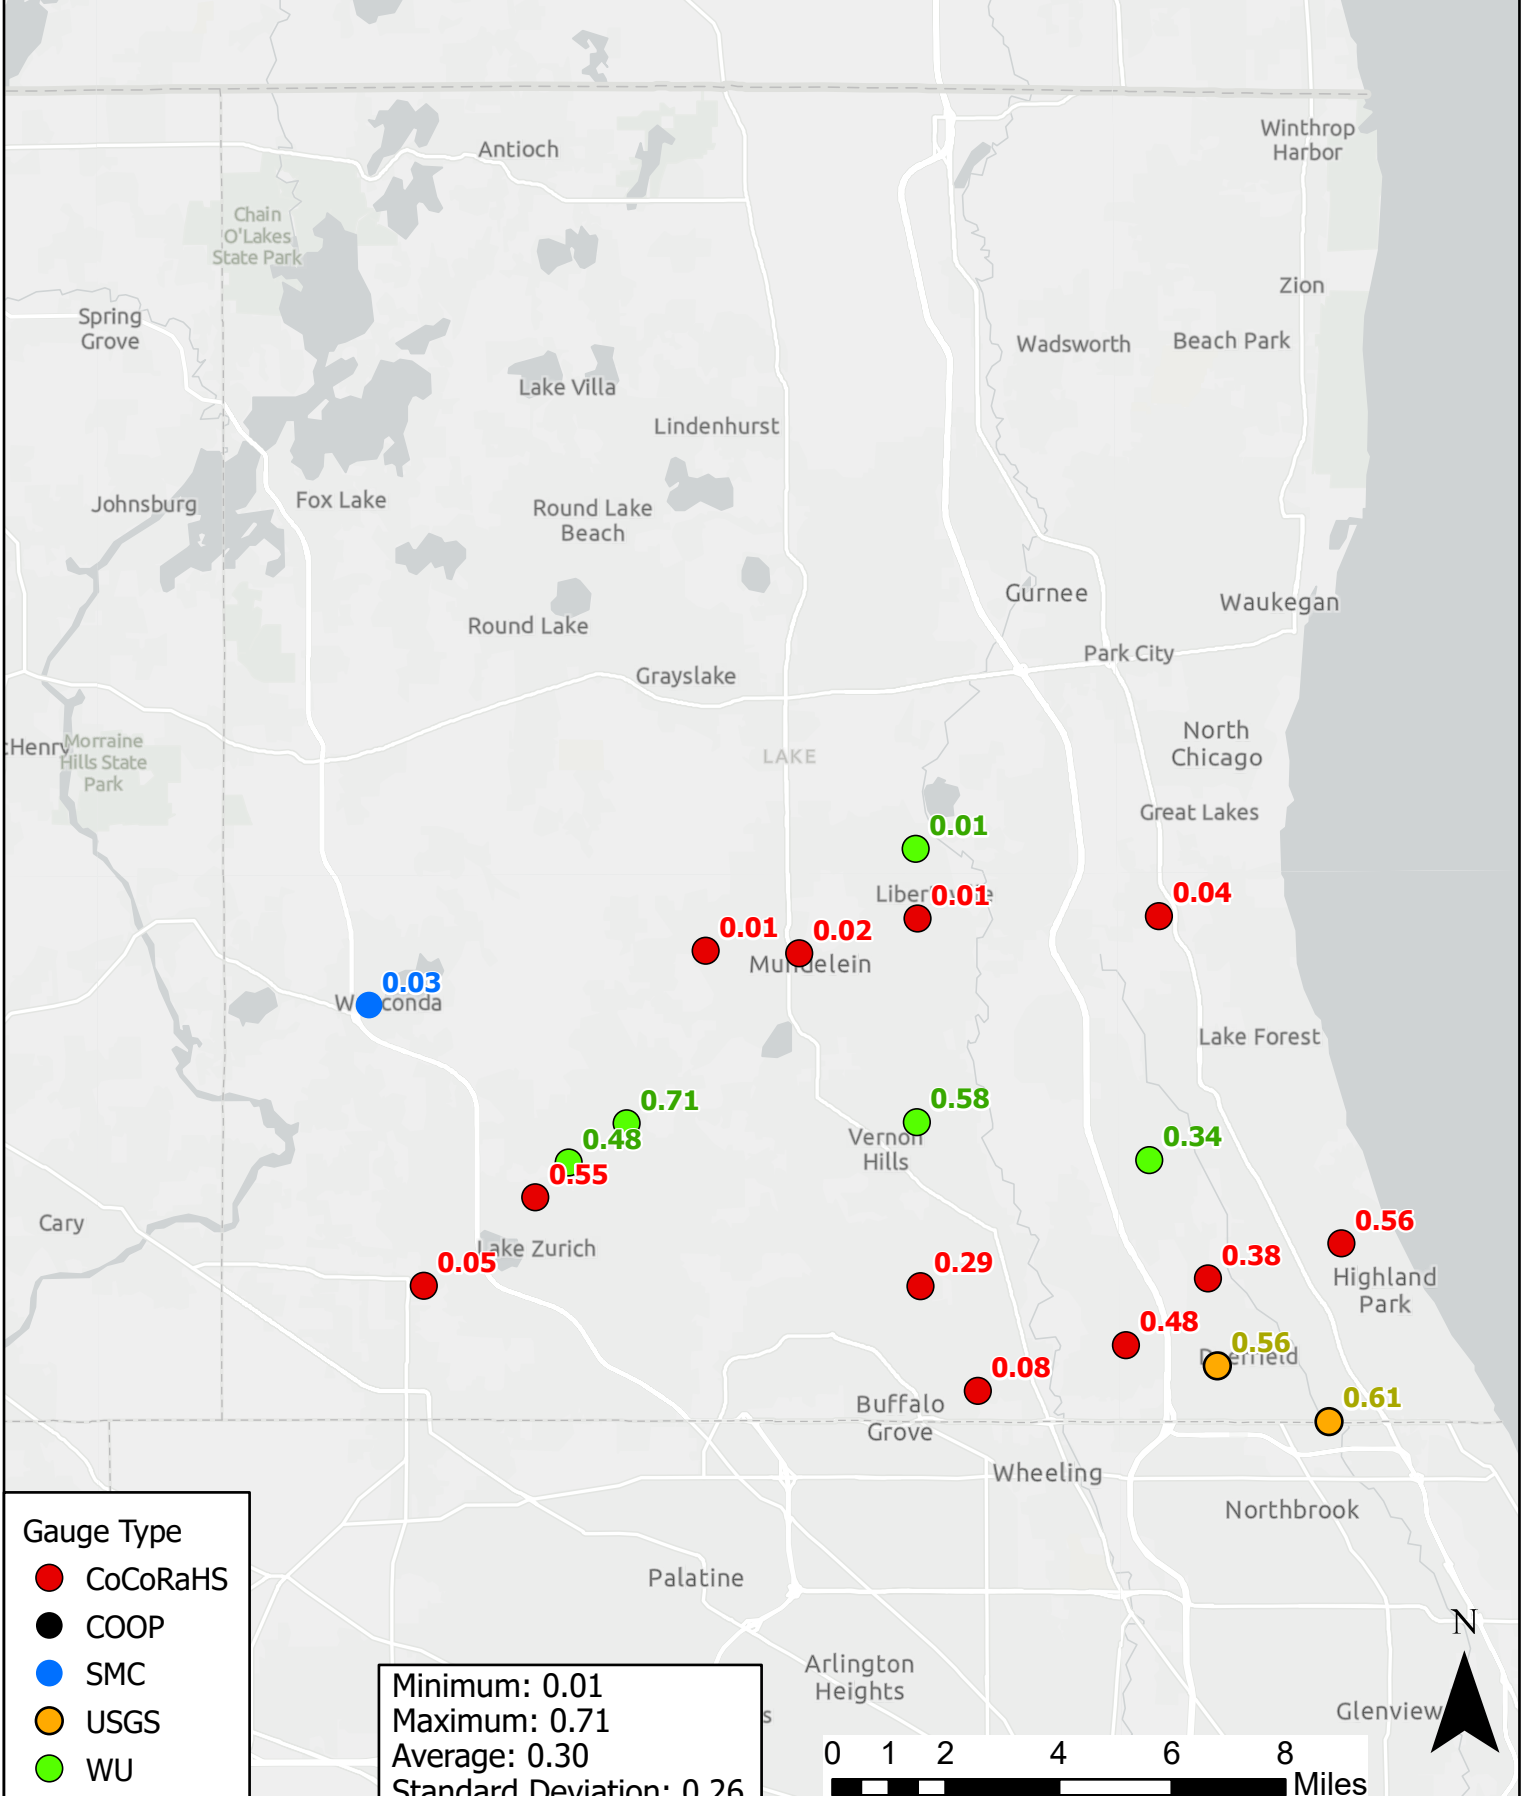 Winthrop
Harbor
Antioch
Chain
O'Lakes
State Park
Zion
Spring
Grove
Wadsworth
Beach Park
Lake Villa
Lindenhurst
Johnsburg
Fox Lake
Round Lake
Beach
Gurnee
Waukegan
Round Lake
Park City
Grayslake
North
Chicago
:Henry
Morraine
Hills State
Park
LAKE
Great Lakes
0.01
0.01
0.04
0.01
0.02
Mundelein
0.03
Lake Forest
0.71
0.58
0.48
Vernon
Hills
0.34
0.55
Cary
0.56
Lake Zurich
0.05
0.29
0.38
Highland
Park
0.48
0.56
Deerfield
0.08
0.61
Buffalo
Grove
Wheeling
Northbrook
Gauge Type
CoCoRaHS
COOP
SMC
USGS
WU
Palatine
Arlington
Heights
Glenview
N
Minimum: 0.01
Maximum: 0.71
Average: 0.30
Standard Deviation: 0.26
s
0 1 2 4 6 8
Miles